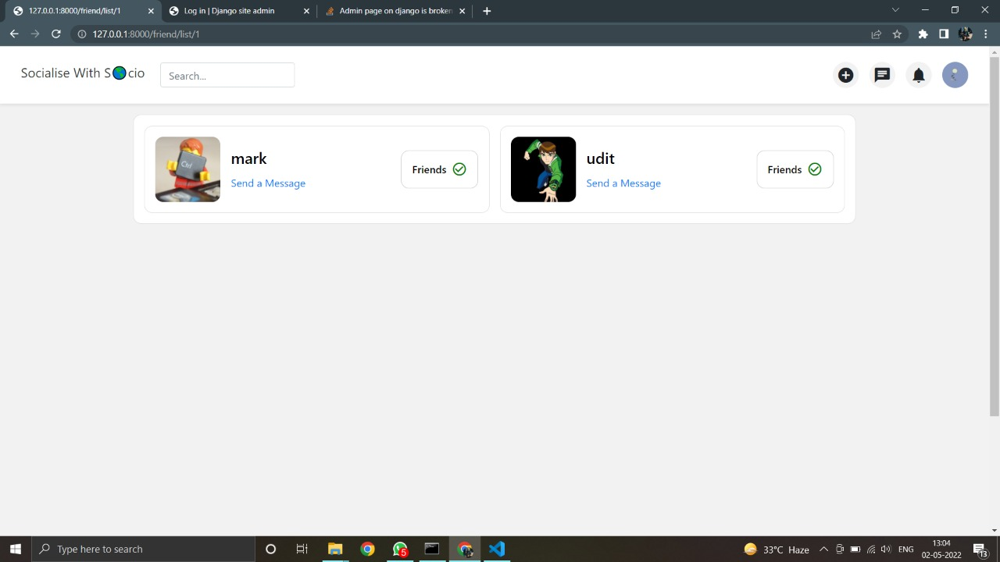 127.0.0.1:8000/friend/list/1
Log in | Django site admin
Admin page on django is broken
127.0.0.1:8000/friend/list/1
Socialise With S🌎cio
Search...
mark
Send a Message
Friends
udit
Send a Message
Friends
Ctrl
Type here to search
5
33°C Haze
ENG
13:04
02-05-2022
13